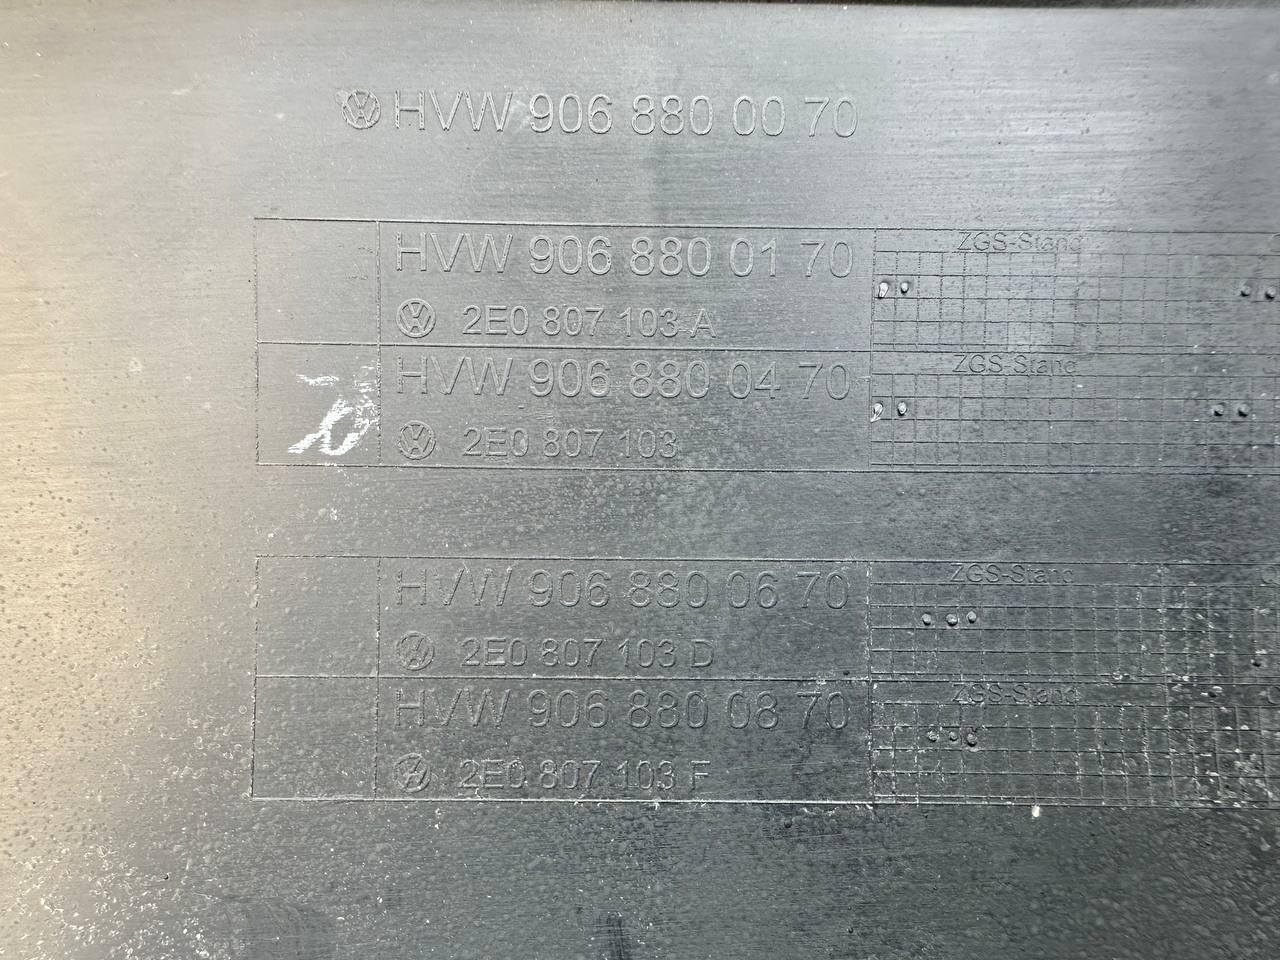 HVW 906 880 00 70
HVW 906 880 01 70
ZGS-Stand
2E0 807 103 A
HVW 906 880 04 70
ZGS-Stand
2E0 807 103
HVW 906 880 06 70
ZGS-Stand
2E0 807 103 D
HVW 906 880 08 70
ZGS-Stand
2E0 807 103 F